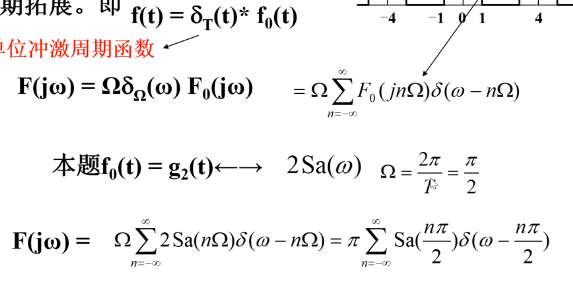 期拓展。即 f(t) = δ_T(t)* f₀(t)
−4 −1 0 1 4
单位冲激周期函数
F(jω) = Ωδ_Ω(ω) F₀(jω) = Ω∑_{n=−∞}^{∞} F₀(jnΩ)δ(ω − nΩ)
本题f₀(t) = g₂(t)←→ 2Sa(ω) Ω = 2π/T = π/2
F(jω) = Ω∑_{n=−∞}^{∞} 2Sa(nΩ)δ(ω − nΩ) = π∑_{n=−∞}^{∞} Sa(nπ/2)δ(ω − nπ/2)